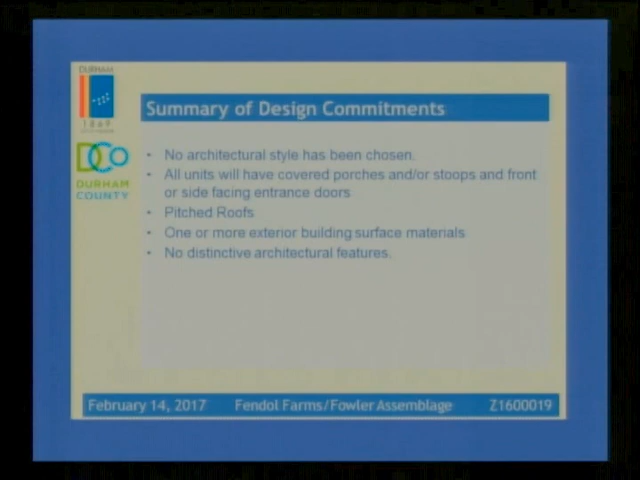 DURHAM
1869
DCo
DURHAM
COUNTY
Summary of Design Commitments
• No architectural style has been chosen.
• All units will have covered porches and/or stoops and front
or side facing entrance doors
• Pitched Roofs
• One or more exterior building surface materials
• No distinctive architectural features.
February 14, 2017 Fendol Farms/Fowler Assemblage Z1600019